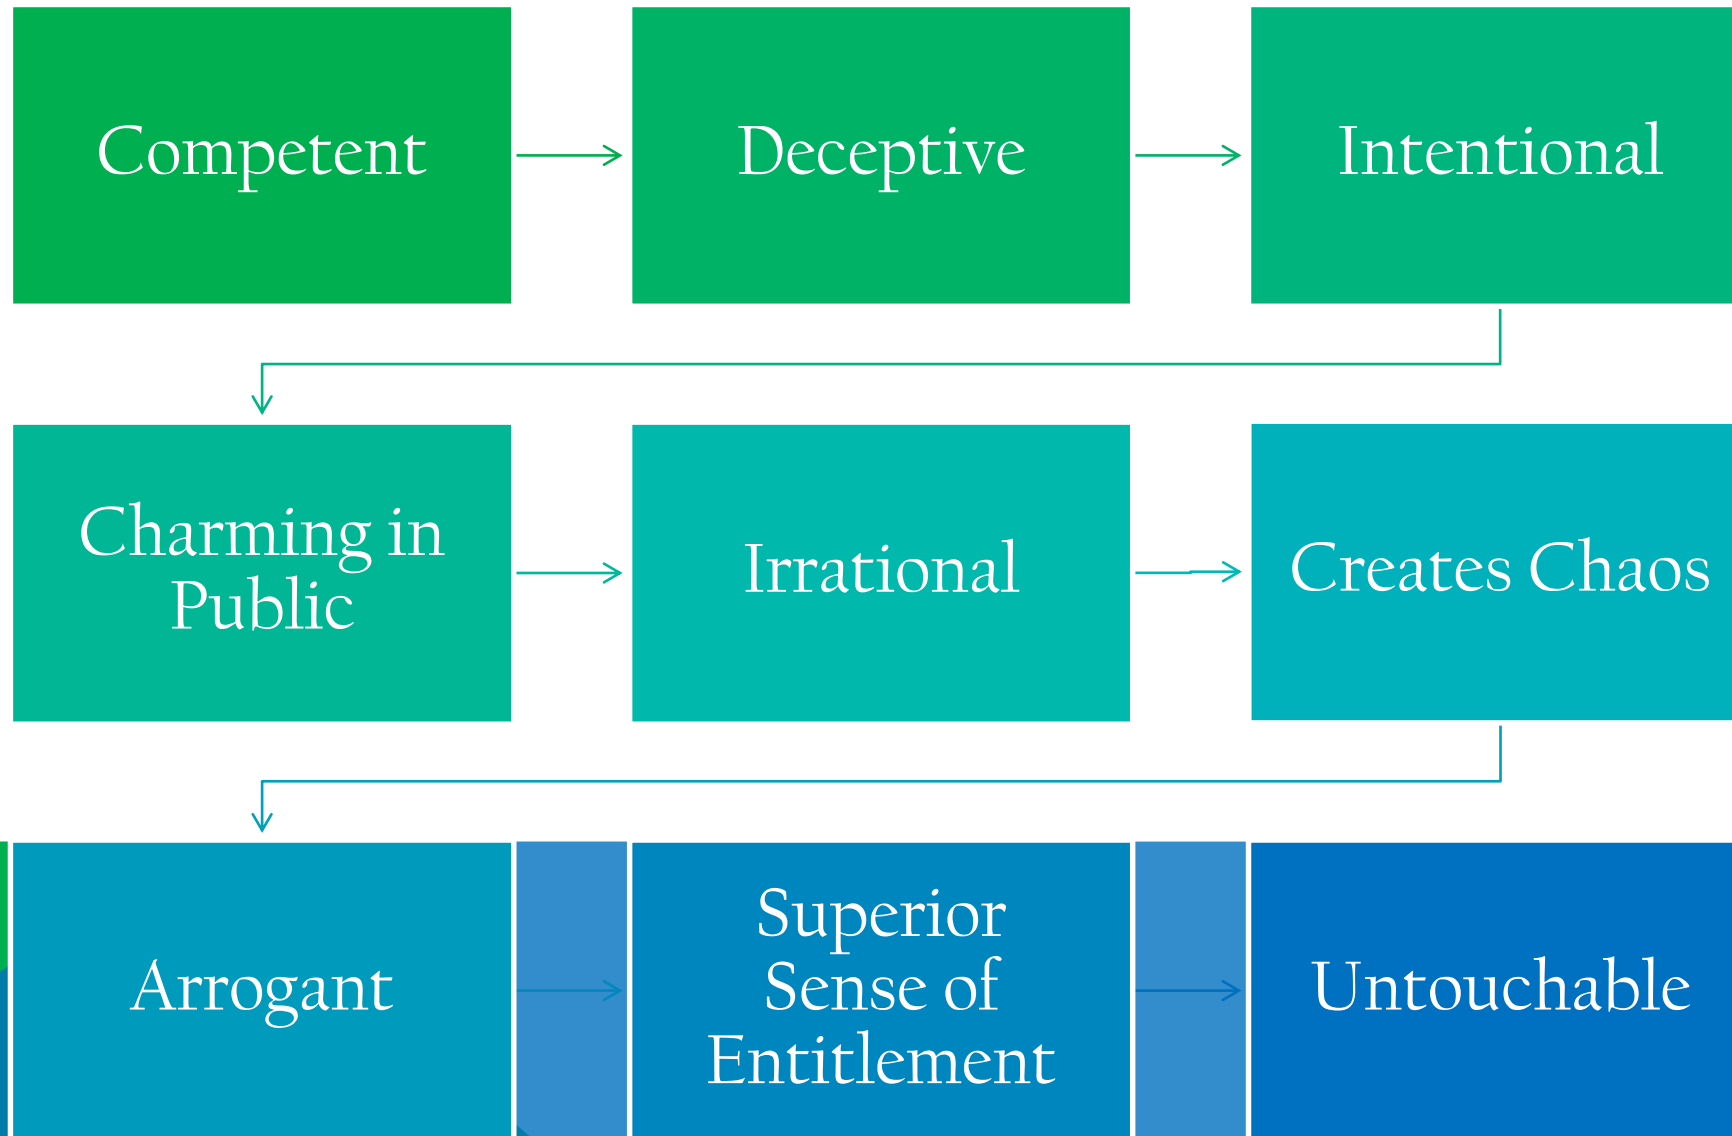 Competent
Deceptive
Intentional
Charming in
Public
Irrational
Creates Chaos
Arrogant
Superior
Sense of
Entitlement
Untouchable